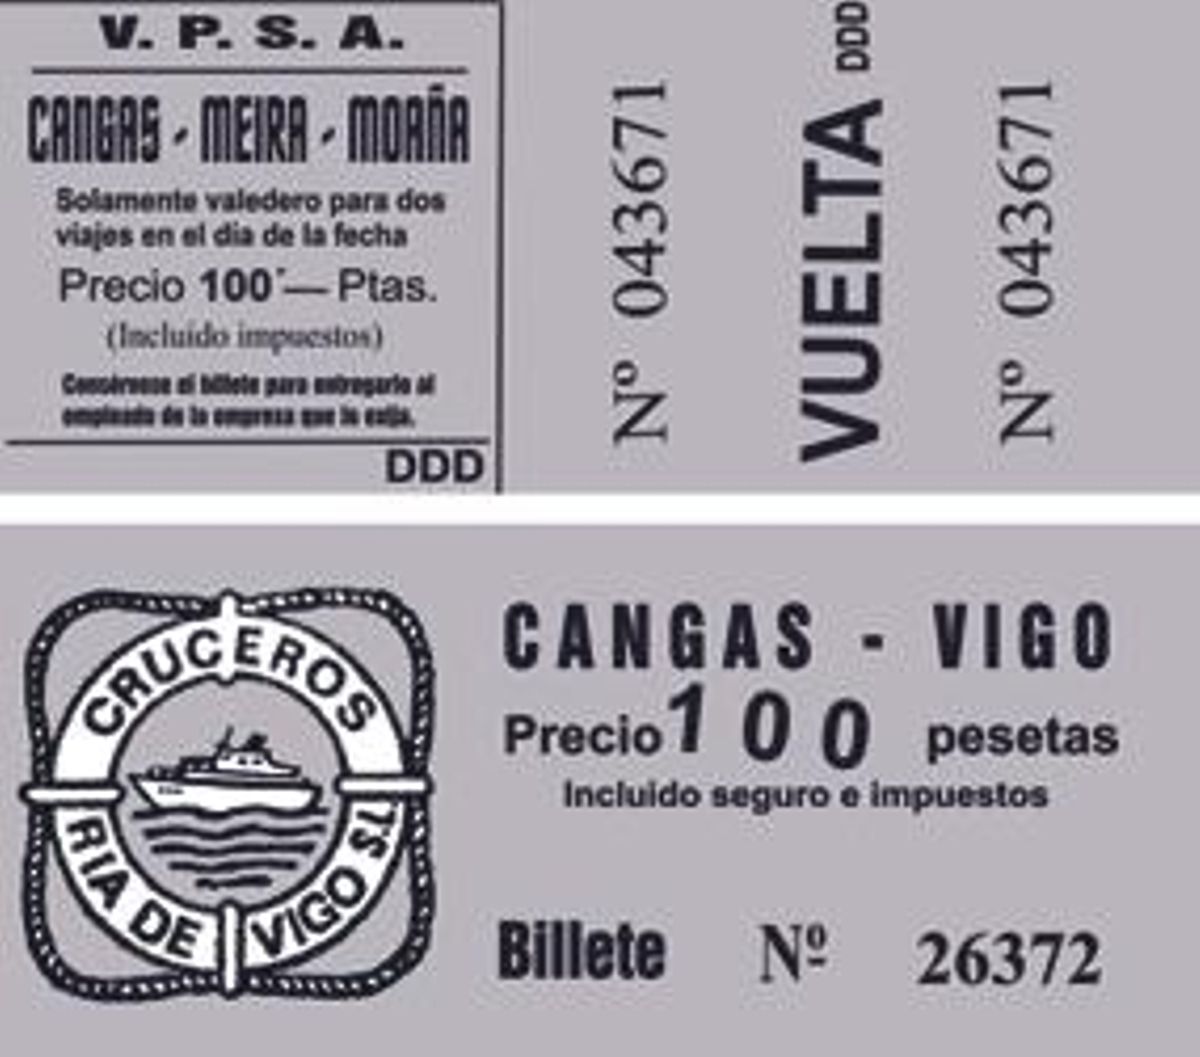 V. P. S. A.
CANGAS - MEIRA - MOAÑA
Solamente valedero para dos
viajes en el dia de la fecha
Precio 100'— Ptas.
(Incluido impuestos)
Consérvese el billete para entregarlo al
empleado de la empresa que lo exija.
DDD
Nº 043671
VUELTA DDD
Nº 043671
CRUCEROS
RIA DE VIGO S.L.
CANGAS - VIGO
Precio 100 pesetas
Incluido seguro e impuestos
Billete Nº 26372